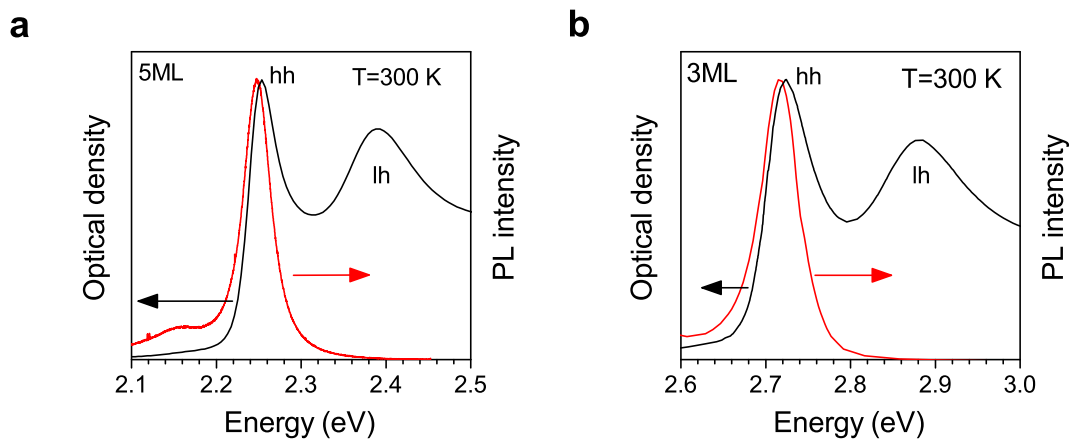 a
5ML
hh
T=300 K
lh
Optical density
PL intensity
2.1 2.2 2.3 2.4 2.5
Energy (eV)
b
3ML
hh
T=300 K
lh
Optical density
PL intensity
2.6 2.7 2.8 2.9 3.0
Energy (eV)